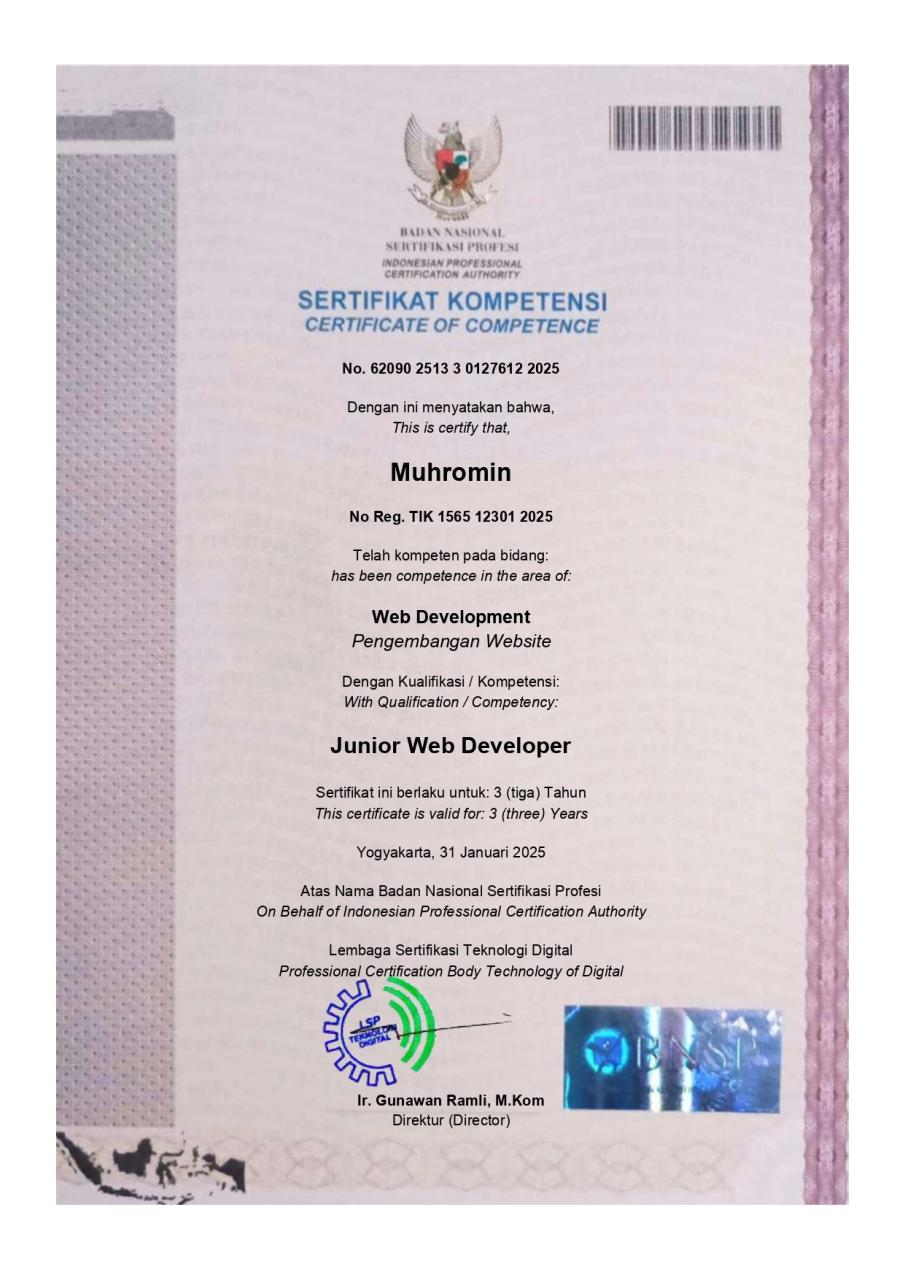 BADAN NASIONAL
SERTIFIKASI PROFESI
INDONESIAN PROFESSIONAL
CERTIFICATION AUTHORITY
SERTIFIKAT KOMPETENSI
CERTIFICATE OF COMPETENCE
No. 62090 2513 3 0127612 2025
Dengan ini menyatakan bahwa,
This is certify that,
Muhromin
No Reg. TIK 1565 12301 2025
Telah kompeten pada bidang:
has been competence in the area of:
Web Development
Pengembangan Website
Dengan Kualifikasi / Kompetensi:
With Qualification / Competency:
Junior Web Developer
Sertifikat ini berlaku untuk: 3 (tiga) Tahun
This certificate is valid for: 3 (three) Years
Yogyakarta, 31 Januari 2025
Atas Nama Badan Nasional Sertifikasi Profesi
On Behalf of Indonesian Professional Certification Authority
Lembaga Sertifikasi Teknologi Digital
Professional Certification Body Technology of Digital
LSP
TEKNOLOGI
DIGITAL
BNSP
Ir. Gunawan Ramli, M.Kom
Direktur (Director)